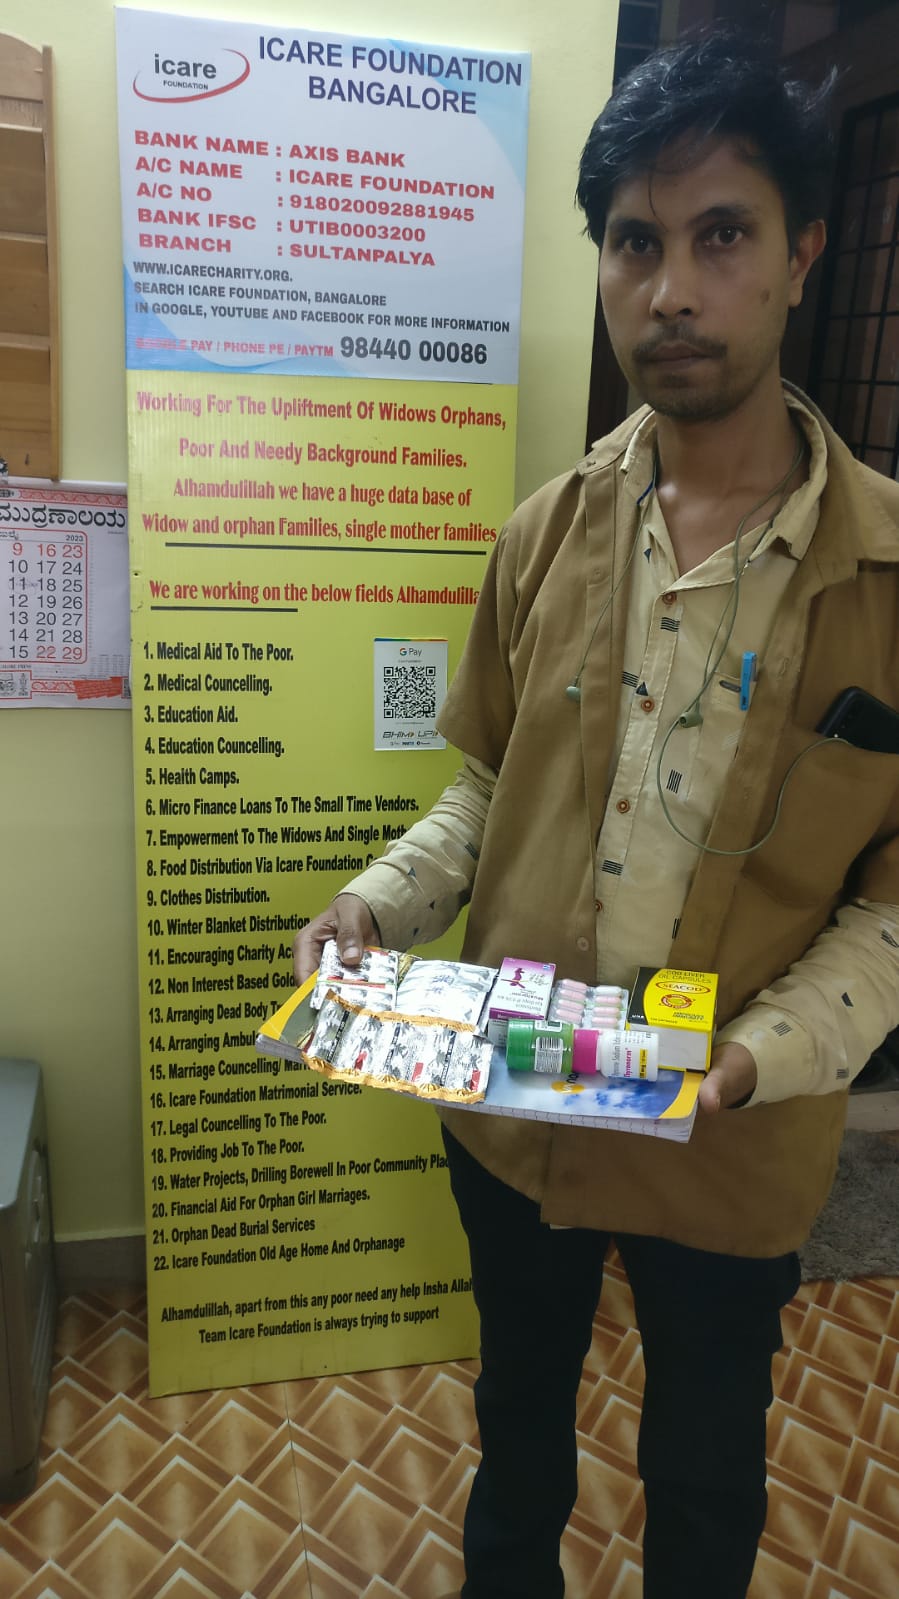 icare
FOUNDATION
ICARE FOUNDATION
BANGALORE
BANK NAME : AXIS BANK
A/C NAME : ICARE FOUNDATION
A/C NO : 918020092881945
BANK IFSC : UTIB0003200
BRANCH : SULTANPALYA
WWW.ICARECHARITY.ORG.
SEARCH ICARE FOUNDATION, BANGALORE
IN GOOGLE, YOUTUBE AND FACEBOOK FOR MORE INFORMATION
PAY / PHONE PE / PAYTM 98440 00086
Working For The Upliftment Of Widows Orphans,
Poor And Needy Background Families.
Alhamdulillah we have a huge data base of
Widow and orphan Families, single mother families
We are working on the below fields Alhamdulilla
1. Medical Aid To The Poor.
2. Medical Councelling.
3. Education Aid.
4. Education Councelling.
5. Health Camps.
6. Micro Finance Loans To The Small Time Vendors.
7. Empowerment To The Widows And Single Moth
8. Food Distribution Via Icare Foundation
9. Clothes Distribution.
10. Winter Blanket Distribution
11. Encouraging Charity Ac
12. Non Interest Based Gold
13. Arranging Dead Body
14. Arranging Ambul
15. Marriage Councelling/
16. Icare Foundation Matrimonial Service.
17. Legal Councelling To The Poor.
18. Providing Job To The Poor.
19. Water Projects, Drilling Borewell In Poor Community Plac
20. Financial Aid For Orphan Girl Marriages.
21. Orphan Dead Burial Services
22. Icare Foundation Old Age Home And Orphanage
Alhamdulillah, apart from this any poor need any help Insha Allah
Team Icare Foundation is always trying to support
G Pay
BHIM UPI
ಮುದ್ರಣಾಲಯ
2023
9 16 23
10 17 24
11 18 25
12 19 26
13 20 27
14 21 28
15 22 29
COD LIVER
OIL CAPSULES
SEACOD
Thyronorm